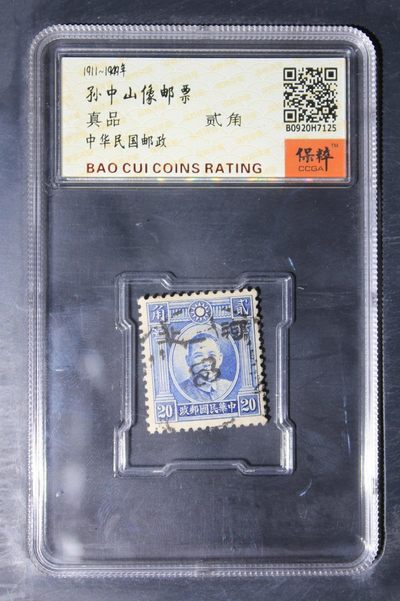 1911~1949年
孙中山像邮票
真品 贰角
中华民国邮政
BAO CUI COINS RATING
B0920H7125
保粹 TM
CCGA
角 貳
20 政郵國民華中 20